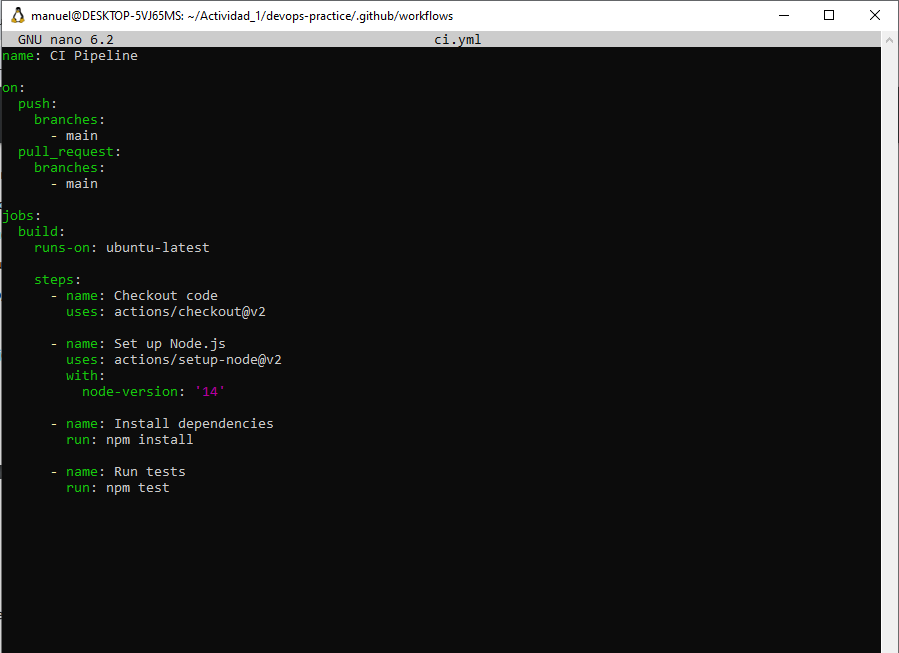 manuel@DESKTOP-5VJ65MS: ~/Actividad_1/devops-practice/.github/workflows
GNU nano 6.2 ci.yml
name: CI Pipeline
on:
  push:
    branches:
      - main
  pull_request:
    branches:
      - main
jobs:
  build:
    runs-on: ubuntu-latest
    steps:
      - name: Checkout code
        uses: actions/checkout@v2
      - name: Set up Node.js
        uses: actions/setup-node@v2
        with:
          node-version: '14'
      - name: Install dependencies
        run: npm install
      - name: Run tests
        run: npm test